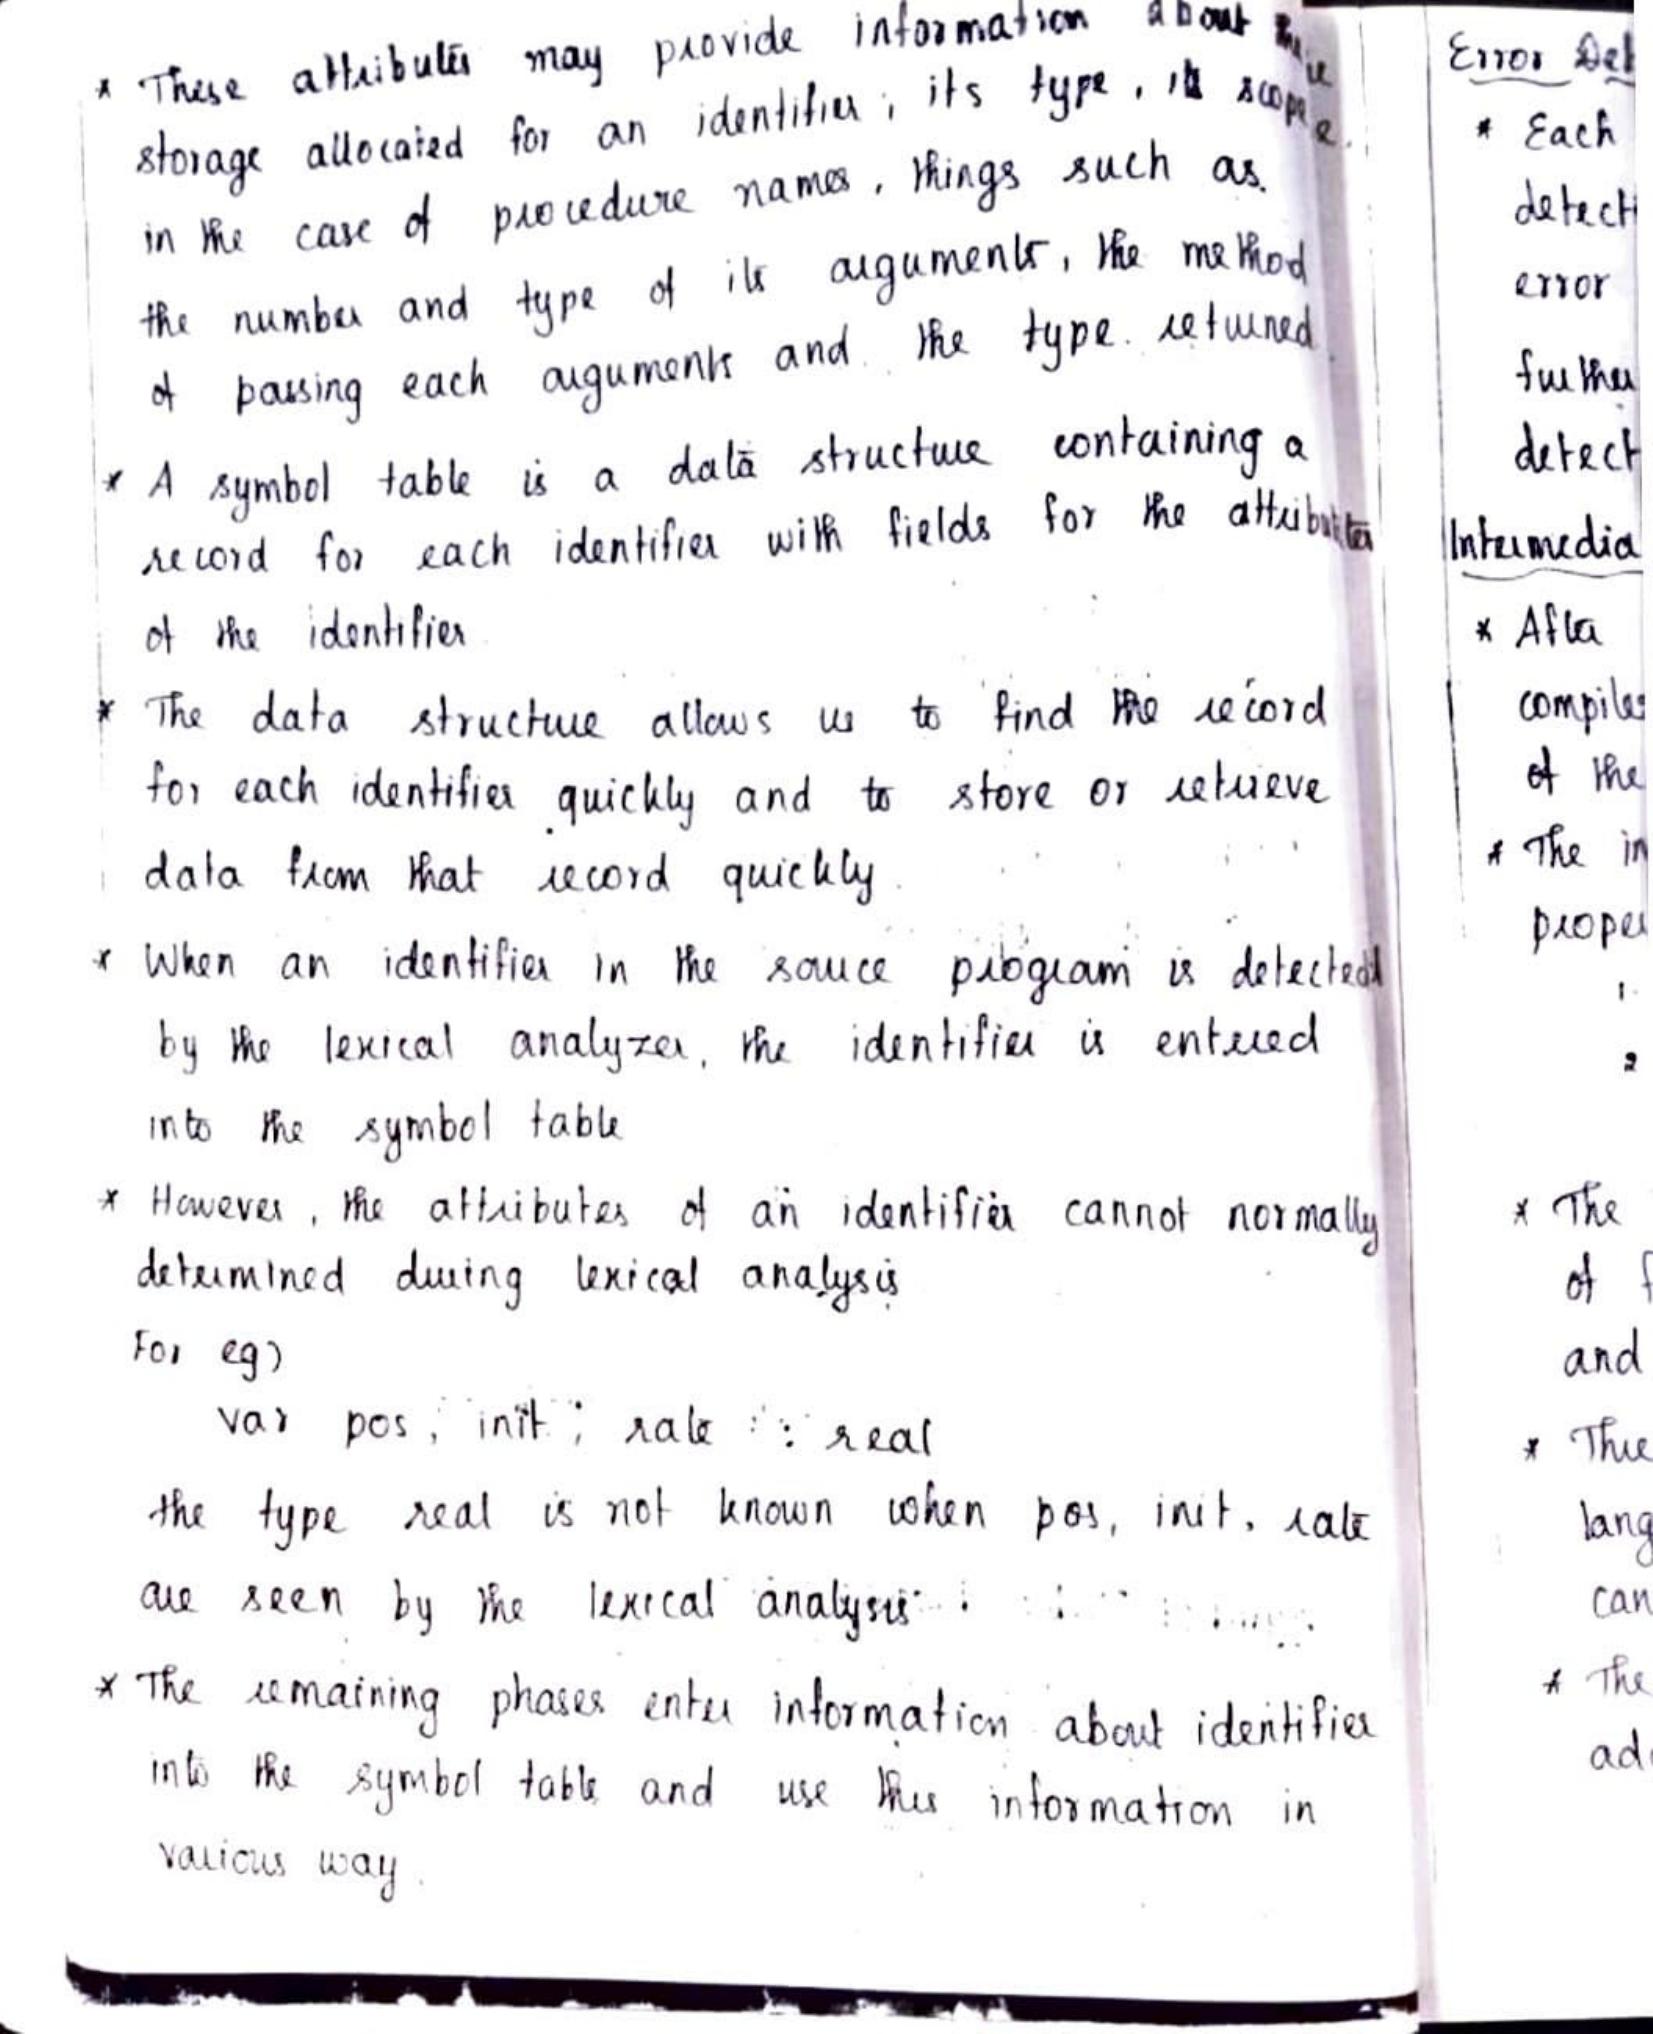 * These attributes may provide information about the
storage allocated for an identifier, its type, its scope
in the case of procedure names, things such as
the number and type of its arguments, the method
of passing each arguments and the type returned.
* A symbol table is a data structure containing a
record for each identifier with fields for the attributes
of the identifier
* The data structure allows us to find the record
for each identifier quickly and to store or retrieve
data from that record quickly.
* When an identifier in the source program is detected
by the lexical analyzer, the identifier is entered
into the symbol table
* However, the attributes of an identifier cannot normally
determined during lexical analysis
For eg)
var pos, init, rate : real
the type real is not known when pos, init, rate
are seen by the lexical analysis
* The remaining phases enter information about identifier
into the symbol table and use this information in
various way.
Error Det
* Each
detecti
error
further
detect
Intermedia
* After
compiles
of the
* The in
proper
1.
2
* The
of f
and
* Thre
lang
can
* The
ad